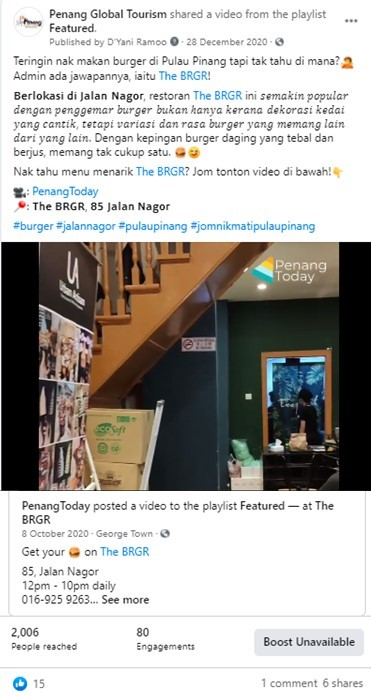 Penang Global Tourism shared a video from the playlist
Featured.
Published by D'Yani Ramoo · 28 December 2020 ·
Teringin nak makan burger di Pulau Pinang tapi tak tahu di mana?🤦
Admin ada jawapannya, iaitu The BRGR!
Berlokasi di Jalan Nagor, restoran The BRGR ini semakin popular
dengan penggemar burger bukan hanya kerana dekorasi kedai
yang cantik, tetapi variasi dan rasa burger yang memang lain
dari yang lain. Dengan kepingan burger daging yang tebal dan
berjus, memang tak cukup satu. 🍔😋
Nak tahu menu menarik The BRGR? Jom tonton video di bawah!👇
🎥: PenangToday
📍: The BRGR, 85 Jalan Nagor
#burger #jalannagor #pulaupinang #jomnikmatipulaupinang
Penang
Today
UA
Urban Artisan
ecoSoft
PenangToday posted a video to the playlist Featured — at The
BRGR
8 October 2020 · George Town ·
Get your 🍔 on The BRGR
85, Jalan Nagor
12pm - 10pm daily
016-925 9263... See more
2,006
People reached
80
Engagements
Boost Unavailable
15
1 comment 6 shares